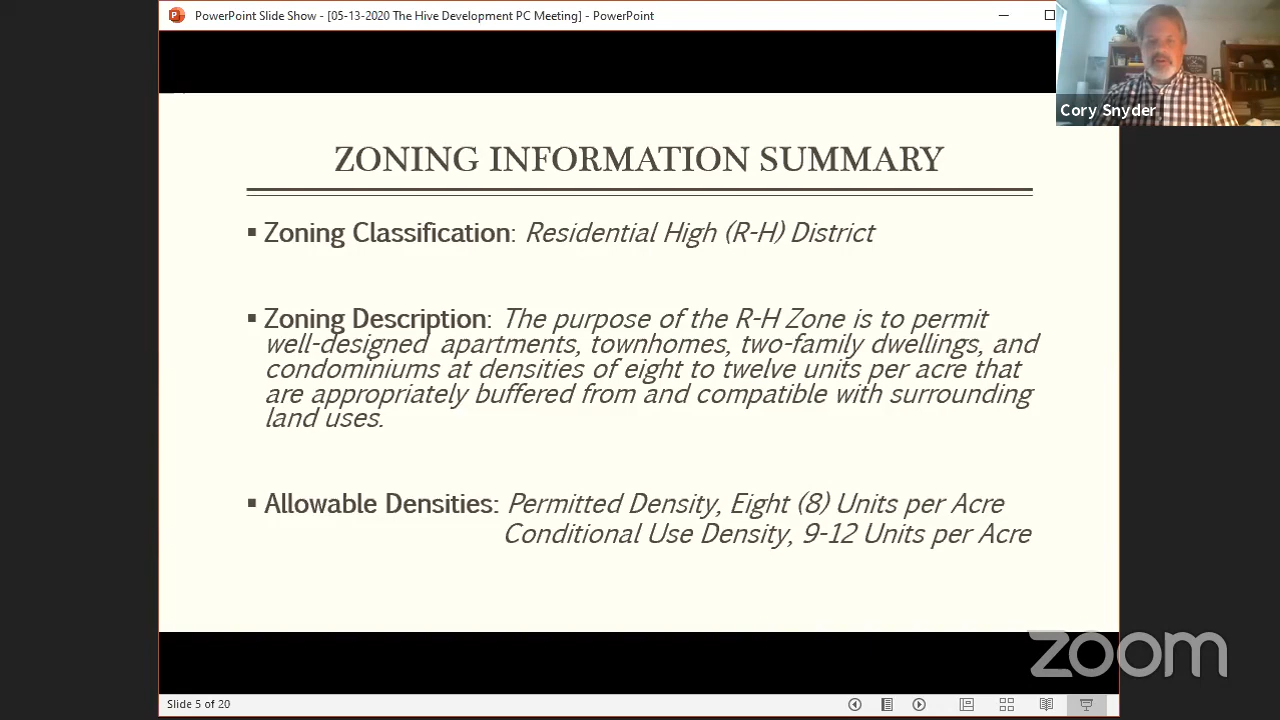 PowerPoint Slide Show - [05-13-2020 The Hive Development PC Meeting] - PowerPoint
Cory Snyder
ZONING INFORMATION SUMMARY
▪ Zoning Classification: Residential High (R-H) District
▪ Zoning Description: The purpose of the R-H Zone is to permit
well-designed apartments, townhomes, two-family dwellings, and
condominiums at densities of eight to twelve units per acre that
are appropriately buffered from and compatible with surrounding
land uses.
▪ Allowable Densities: Permitted Density, Eight (8) Units per Acre
Conditional Use Density, 9-12 Units per Acre
zoom
Slide 5 of 20